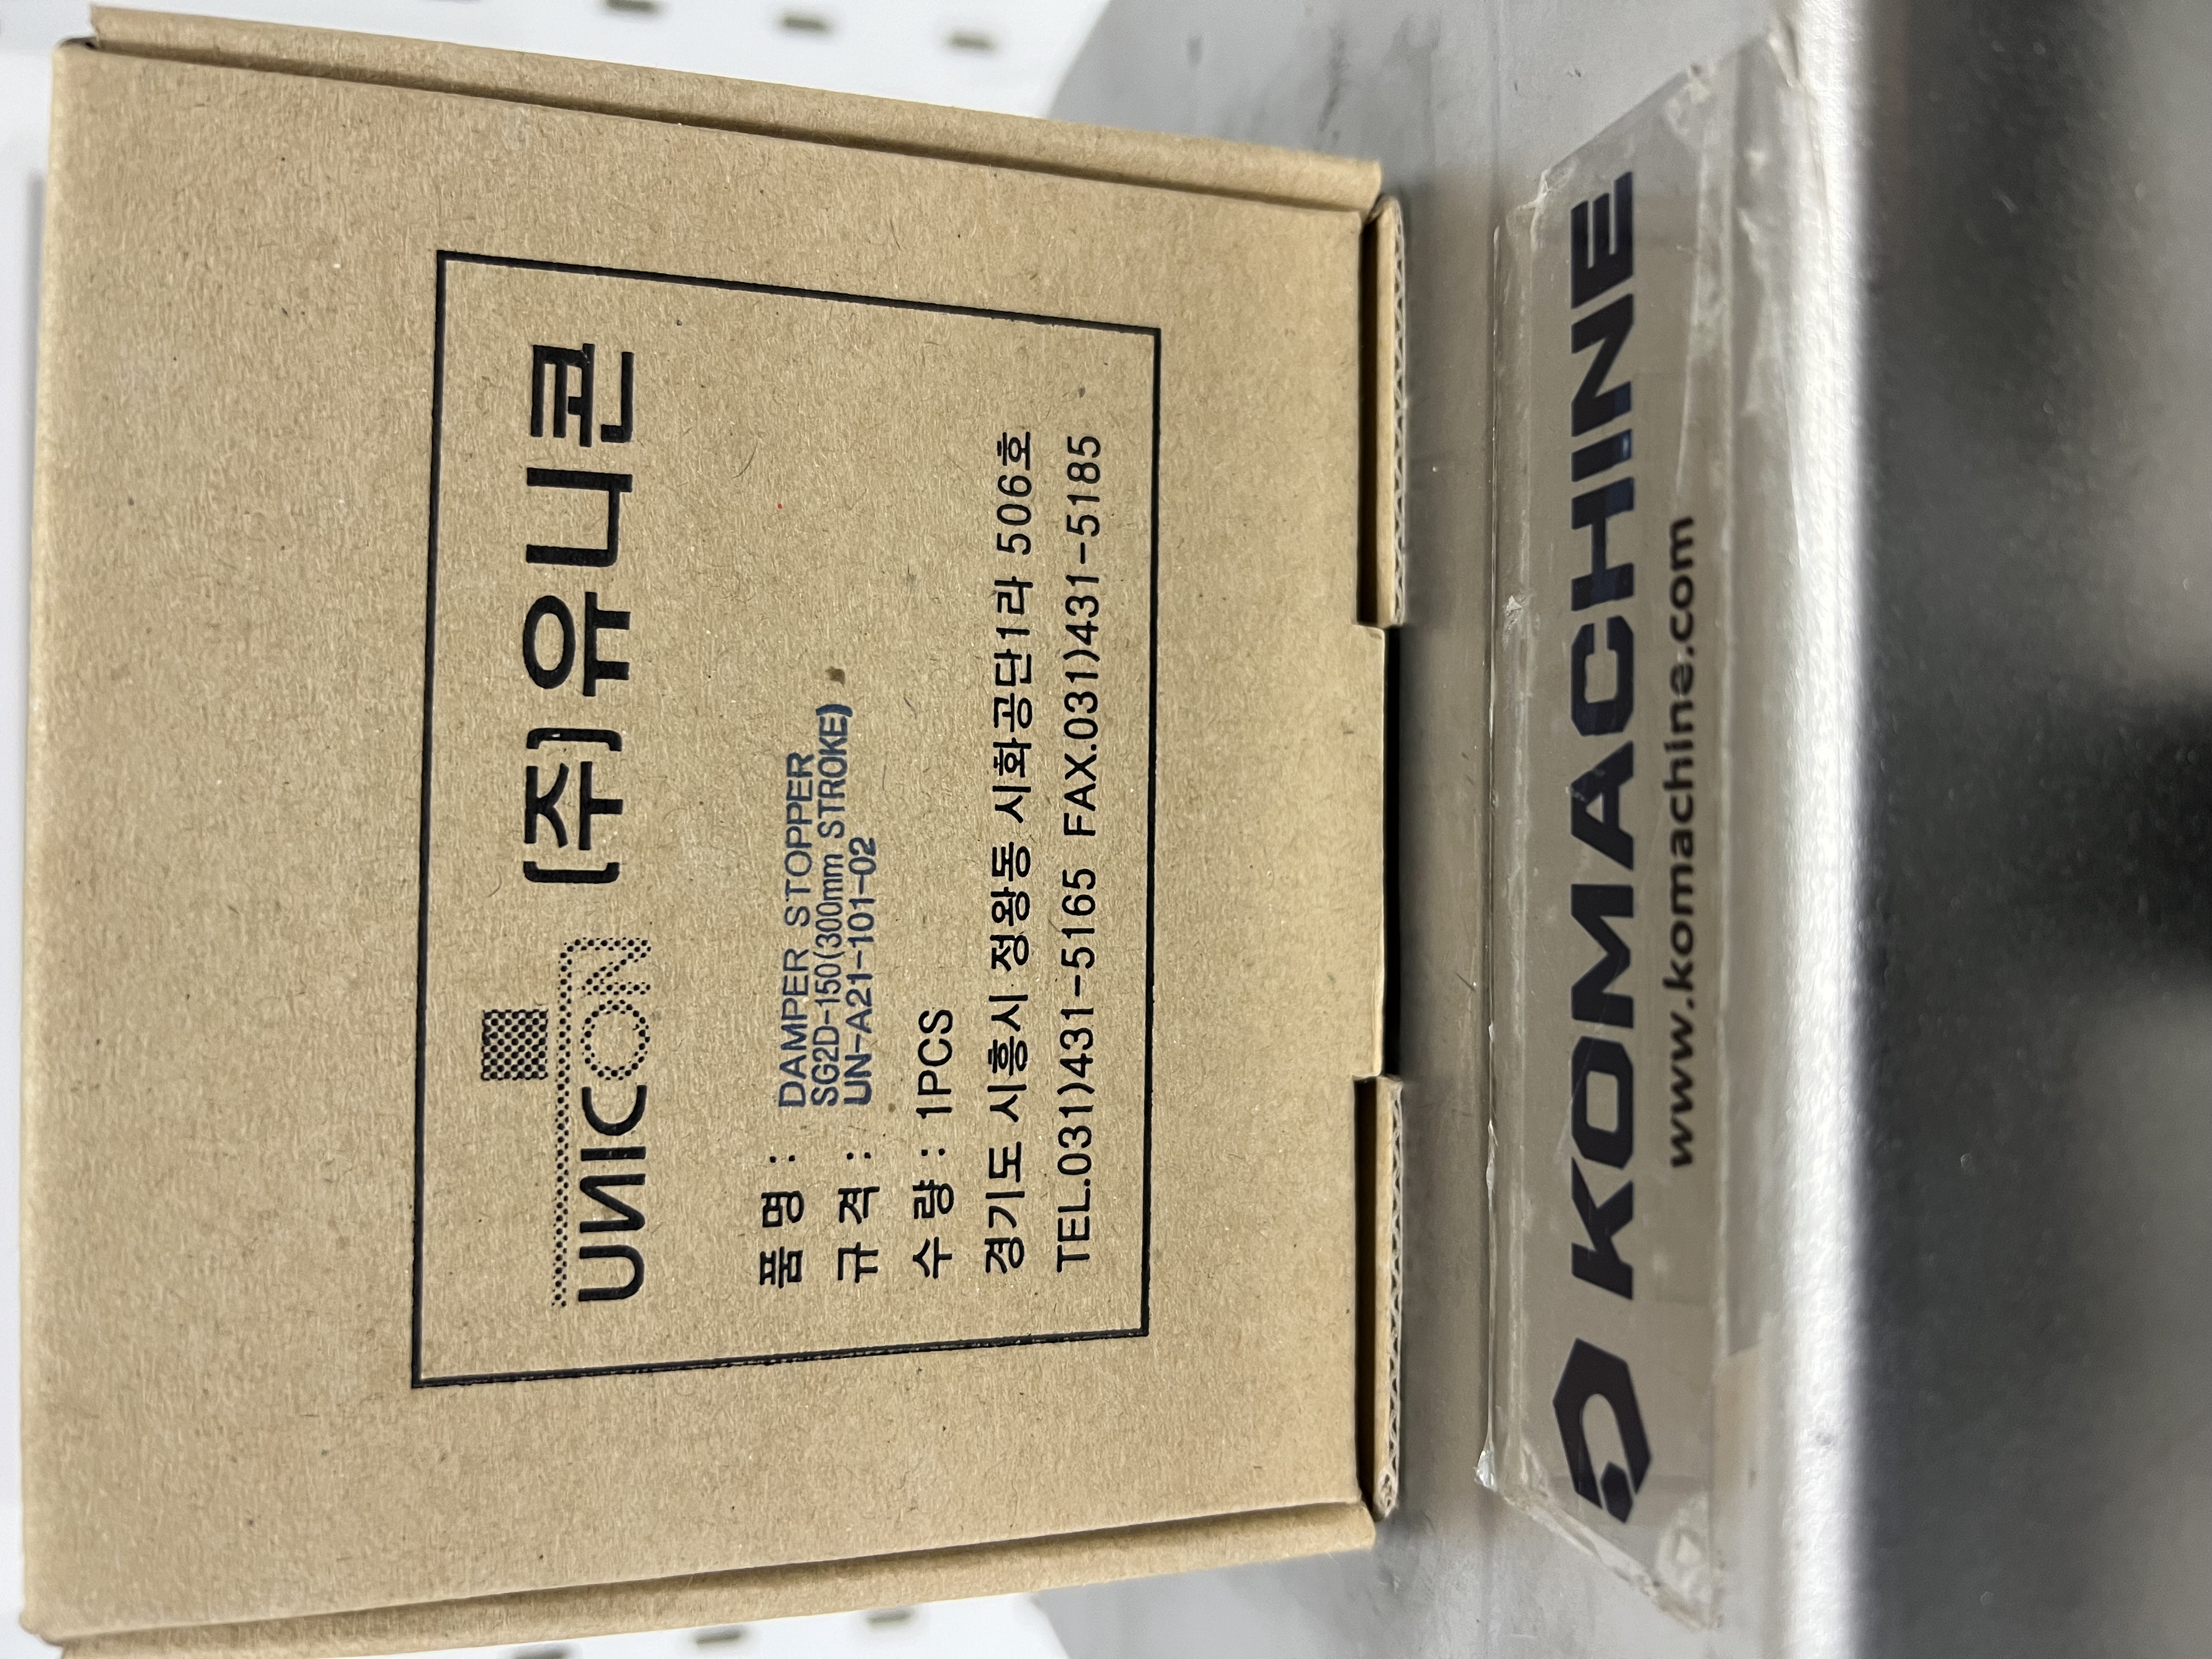 UNICON (주)유니콘
품 명 : DAMPER STOPPER
SG2D-150(300mm STROKE)
규 격 : UN-A21-101-02
수 량 : 1PCS
경기도 시흥시 정왕동 시화공단1라 506호
TEL.031)431-5165 FAX.031)431-5185
KOMACHINE
www.komachine.com